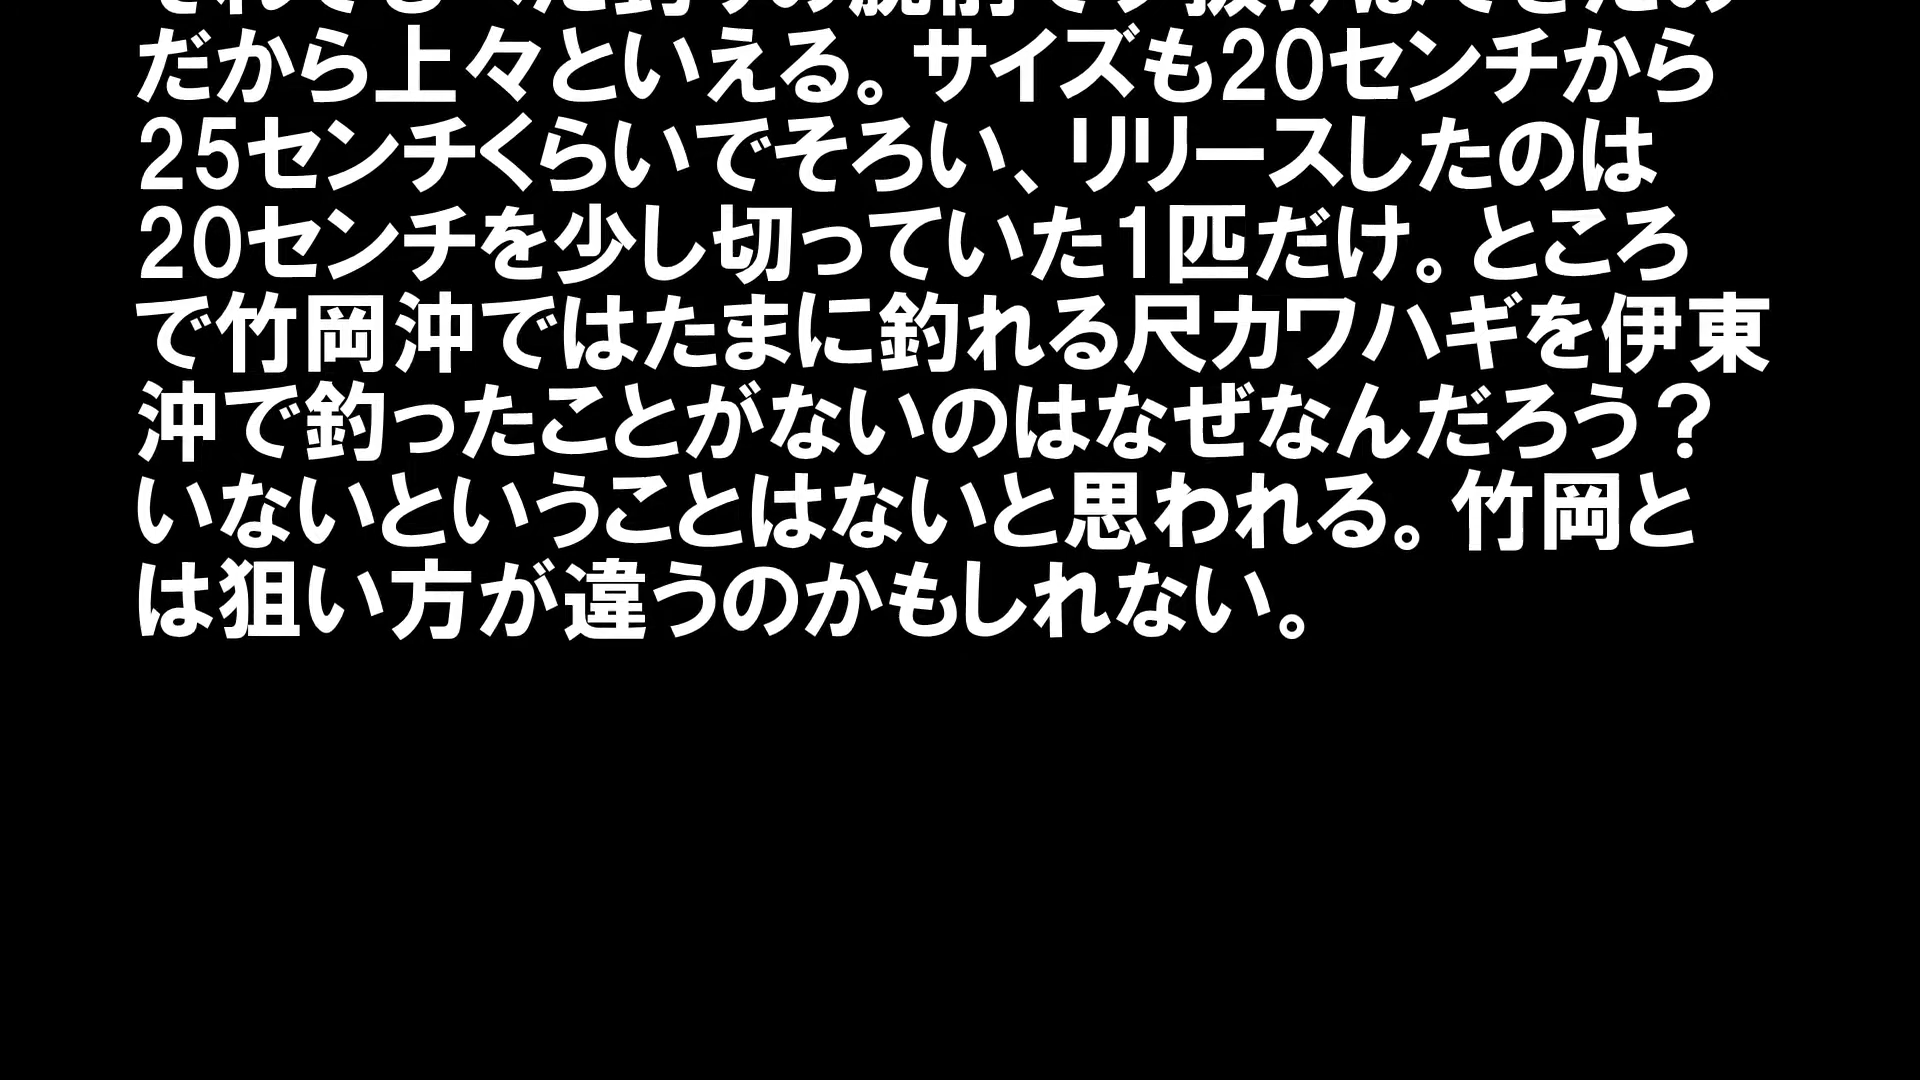 だから上々といえる。サイズも20センチから
25センチくらいでそろい、リリースしたのは
20センチを少し切っていた1匹だけ。ところ
で竹岡沖ではたまに釣れる尺カワハギを伊東
沖で釣ったことがないのはなぜなんだろう？
いないということはないと思われる。竹岡と
は狙い方が違うのかもしれない。